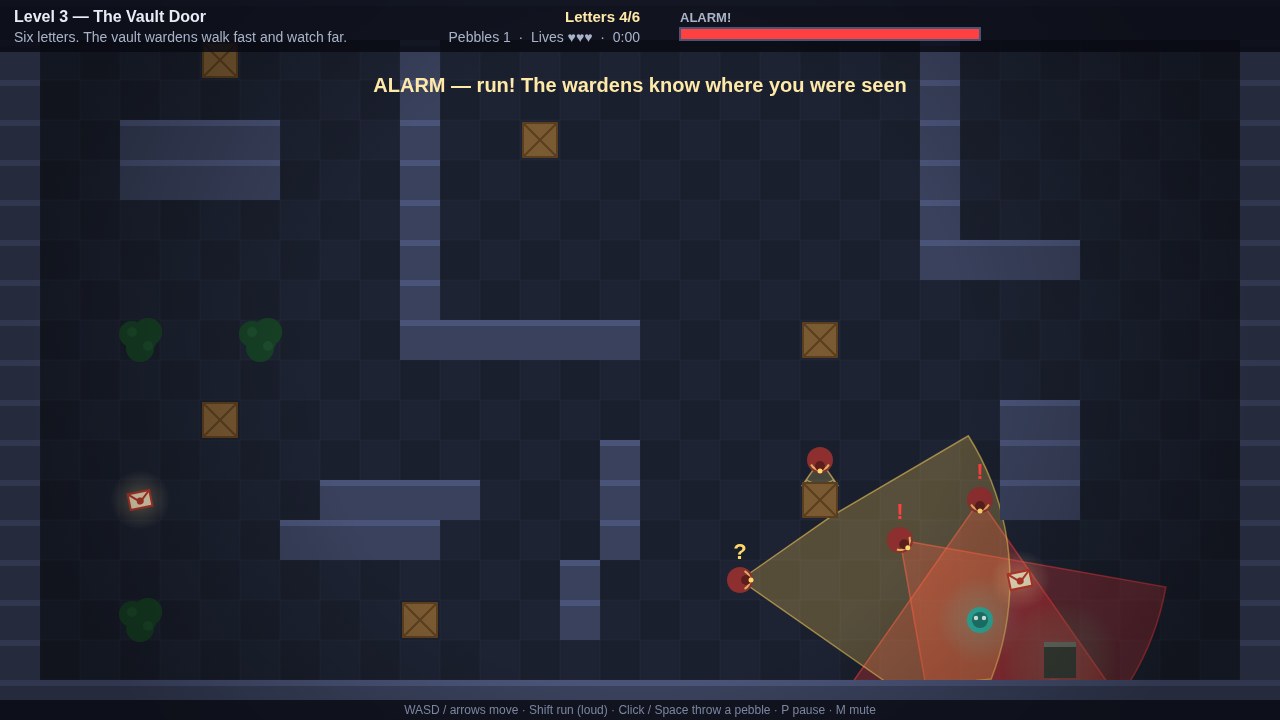 Level 3 — The Vault Door
Letters 4/6
ALARM!
Six letters. The vault wardens walk fast and watch far.
Pebbles 1 · Lives ♥♥♥ · 0:00
ALARM — run! The wardens know where you were seen
!
!
?
WASD / arrows move · Shift run (loud) · Click / Space throw a pebble · P pause · M mute